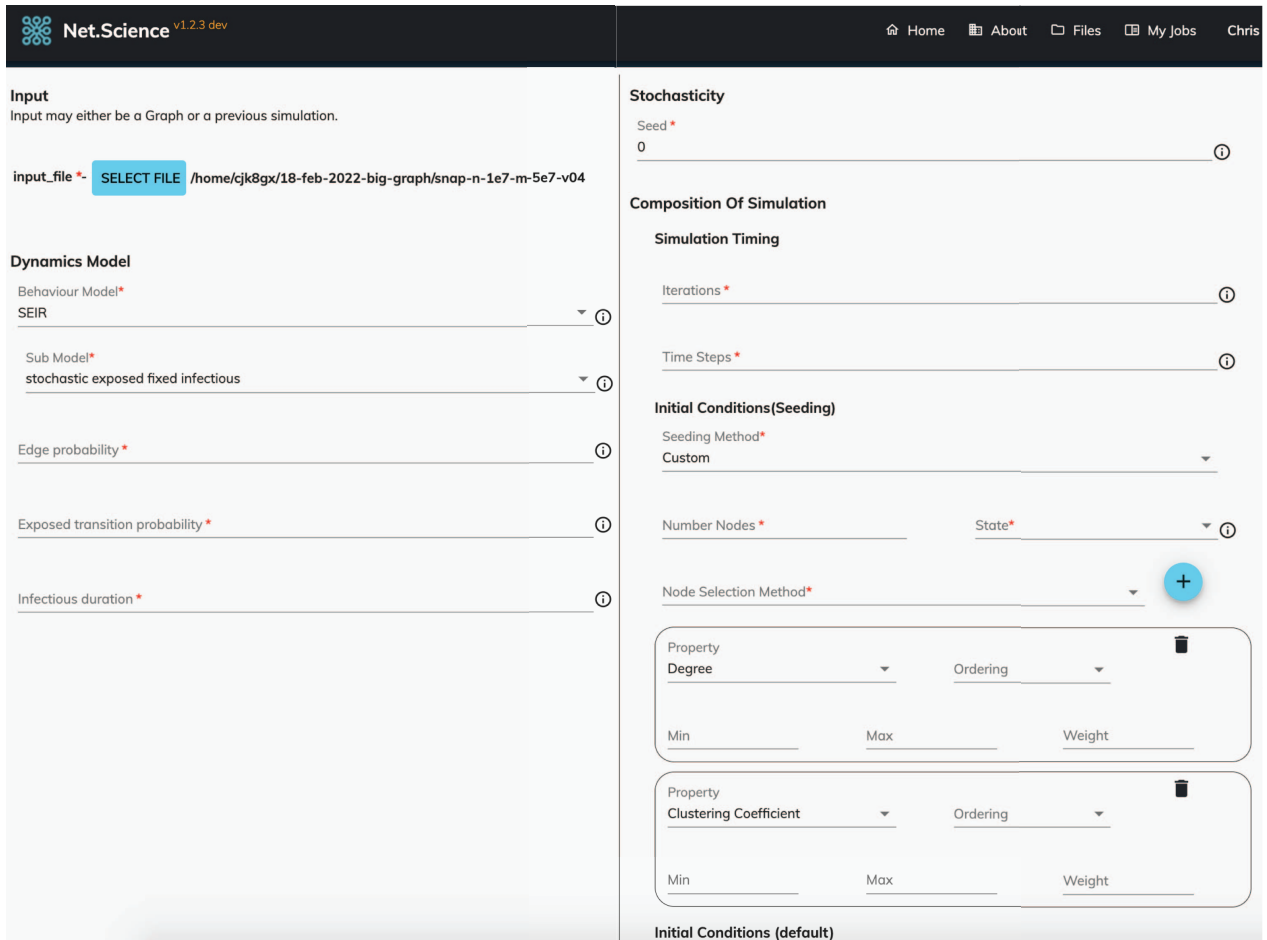 Net.Science v1.2.3 dev
Home About Files My Jobs Chris
Input
Input may either be a Graph or a previous simulation.
input_file *- SELECT FILE /home/cjk8gx/18-feb-2022-big-graph/snap-n-1e7-m-5e7-v04
Dynamics Model
Behaviour Model*
SEIR
Sub Model*
stochastic exposed fixed infectious
Edge probability *
Exposed transition probability *
Infectious duration *
Stochasticity
Seed *
0
Composition Of Simulation
Simulation Timing
Iterations *
Time Steps *
Initial Conditions(Seeding)
Seeding Method*
Custom
Number Nodes * State*
Node Selection Method*
Property
Degree Ordering
Min Max Weight
Property
Clustering Coefficient Ordering
Min Max Weight
Initial Conditions (default)